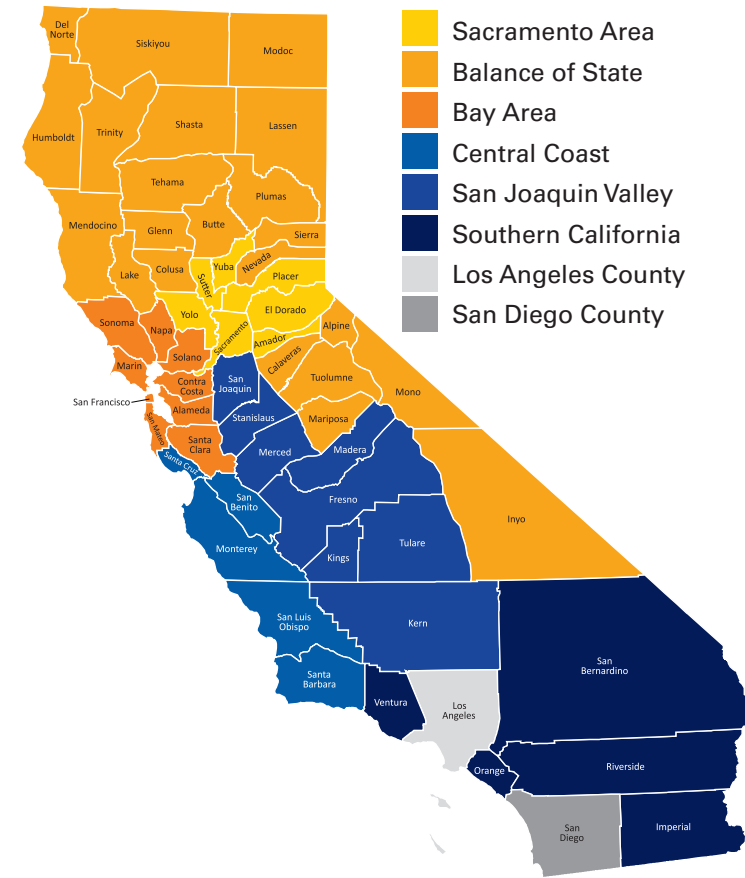 Sacramento Area
Balance of State
Bay Area
Central Coast
San Joaquin Valley
Southern California
Los Angeles County
San Diego County
Del
Norte
Siskiyou
Modoc
Humboldt
Trinity
Shasta
Lassen
Tehama
Plumas
Mendocino
Glenn
Butte
Sierra
Lake
Colusa
Sutter
Yuba
Nevada
Placer
Yolo
El Dorado
Sonoma
Napa
Sacramento
Amador
Alpine
Solano
Calaveras
Marin
Contra
Costa
San
Joaquin
Tuolumne
Mono
San Francisco
Alameda
Stanislaus
Mariposa
San Mateo
Santa
Clara
Merced
Madera
Santa Cruz
San
Benito
Fresno
Inyo
Monterey
Kings
Tulare
San Luis
Obispo
Kern
San
Bernardino
Santa
Barbara
Ventura
Los
Angeles
Orange
Riverside
San
Diego
Imperial